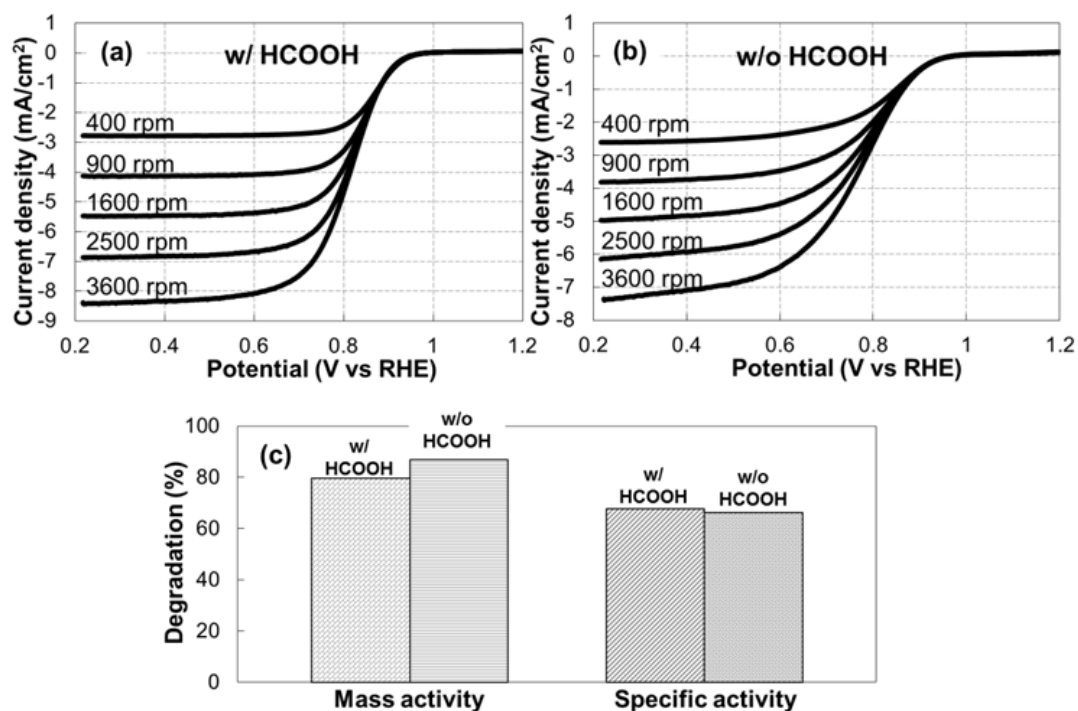 (a)
w/ HCOOH
Current density (mA/cm²)
1
0
-1
-2
-3
-4
-5
-6
-7
-8
-9
400 rpm
900 rpm
1600 rpm
2500 rpm
3600 rpm
0.2
0.4
0.6
0.8
1
1.2
Potential (V vs RHE)
(b)
w/o HCOOH
Current density (mA/cm²)
1
0
-1
-2
-3
-4
-5
-6
-7
-8
400 rpm
900 rpm
1600 rpm
2500 rpm
3600 rpm
0.2
0.4
0.6
0.8
1
1.2
Potential (V vs RHE)
(c)
Degradation (%)
100
80
60
40
20
0
w/
HCOOH
w/o
HCOOH
w/
HCOOH
w/o
HCOOH
Mass activity
Specific activity